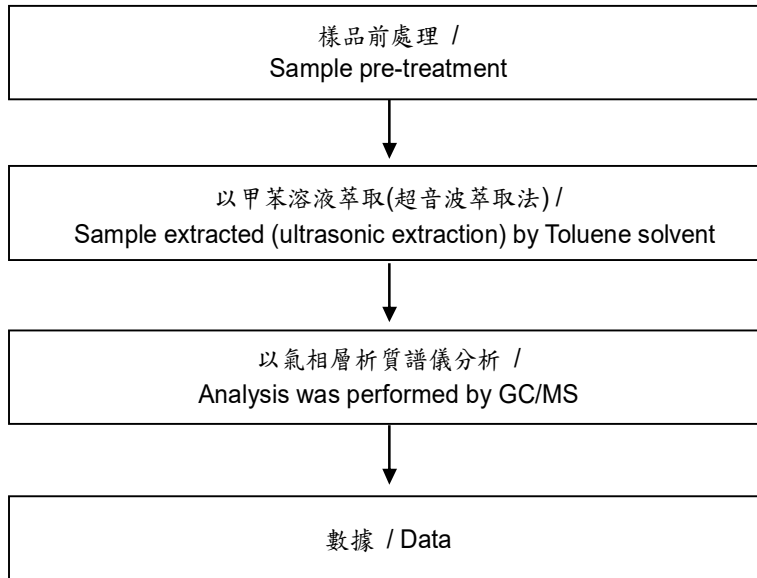 樣品前處理 /
Sample pre-treatment
以甲苯溶液萃取(超音波萃取法) /
Sample extracted (ultrasonic extraction) by Toluene solvent
以氣相層析質譜儀分析 /
Analysis was performed by GC/MS
數據 / Data